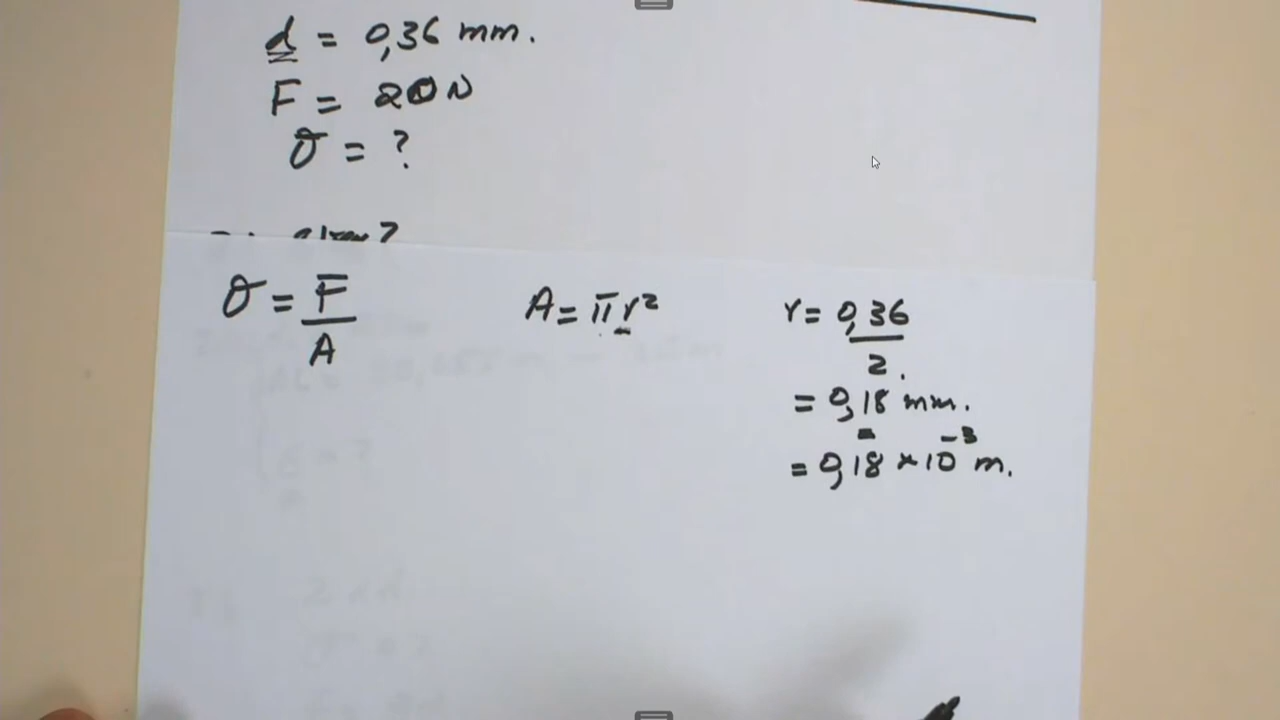 d = 0,36 mm.
F = 20 N
σ = ?
σ = F
A
A = πr²
r = 0,36
2.
= 0,18 mm.
= 0,18 × 10⁻³ m.